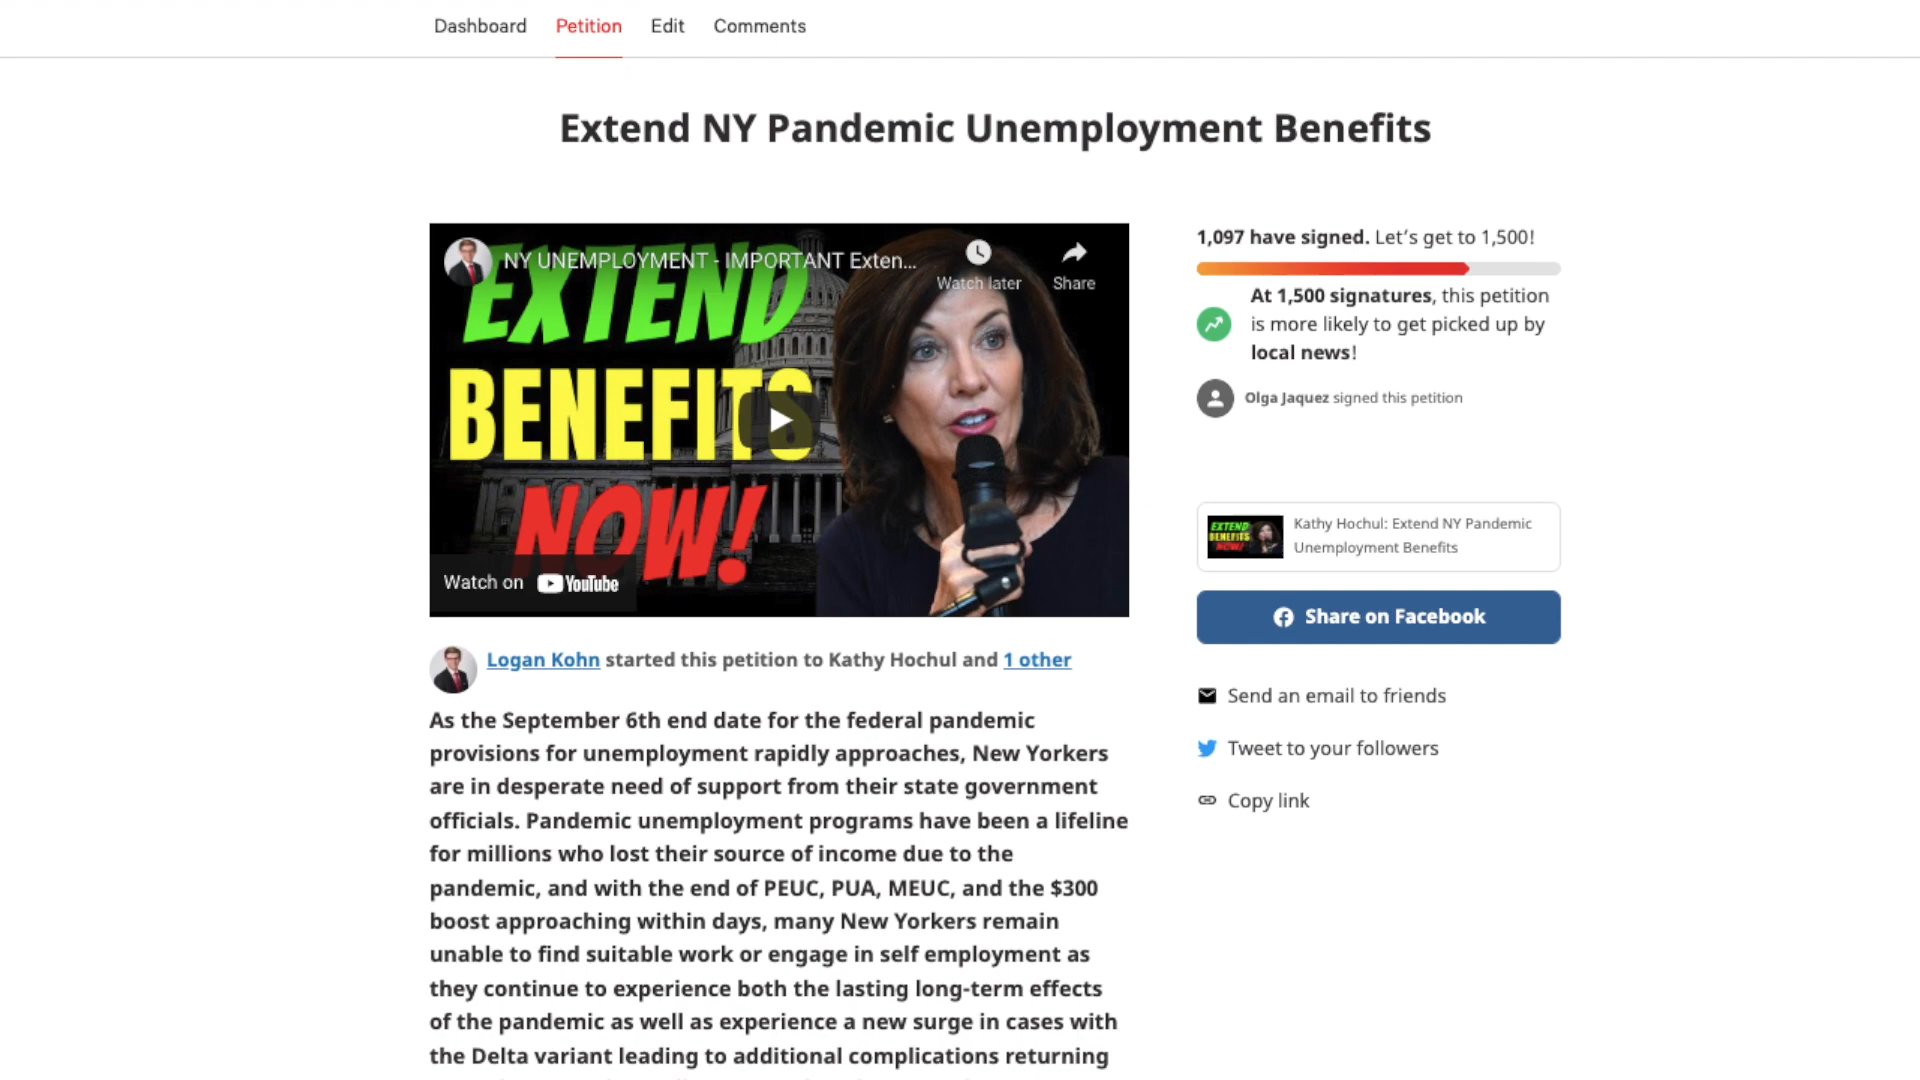 Dashboard Petition Edit Comments
Extend NY Pandemic Unemployment Benefits
NY UNEMPLOYMENT - IMPORTANT Exten...
Watch later
Share
EXTEND
BENEFITS
NOW!
Watch on YouTube
1,097 have signed. Let's get to 1,500!
At 1,500 signatures, this petition
is more likely to get picked up by
local news!
Olga Jaquez signed this petition
EXTEND
BENEFITS
NOW!
Kathy Hochul: Extend NY Pandemic
Unemployment Benefits
Share on Facebook
Send an email to friends
Tweet to your followers
Copy link
Logan Kohn started this petition to Kathy Hochul and 1 other
As the September 6th end date for the federal pandemic
provisions for unemployment rapidly approaches, New Yorkers
are in desperate need of support from their state government
officials. Pandemic unemployment programs have been a lifeline
for millions who lost their source of income due to the
pandemic, and with the end of PEUC, PUA, MEUC, and the $300
boost approaching within days, many New Yorkers remain
unable to find suitable work or engage in self employment as
they continue to experience both the lasting long-term effects
of the pandemic as well as experience a new surge in cases with
the Delta variant leading to additional complications returning